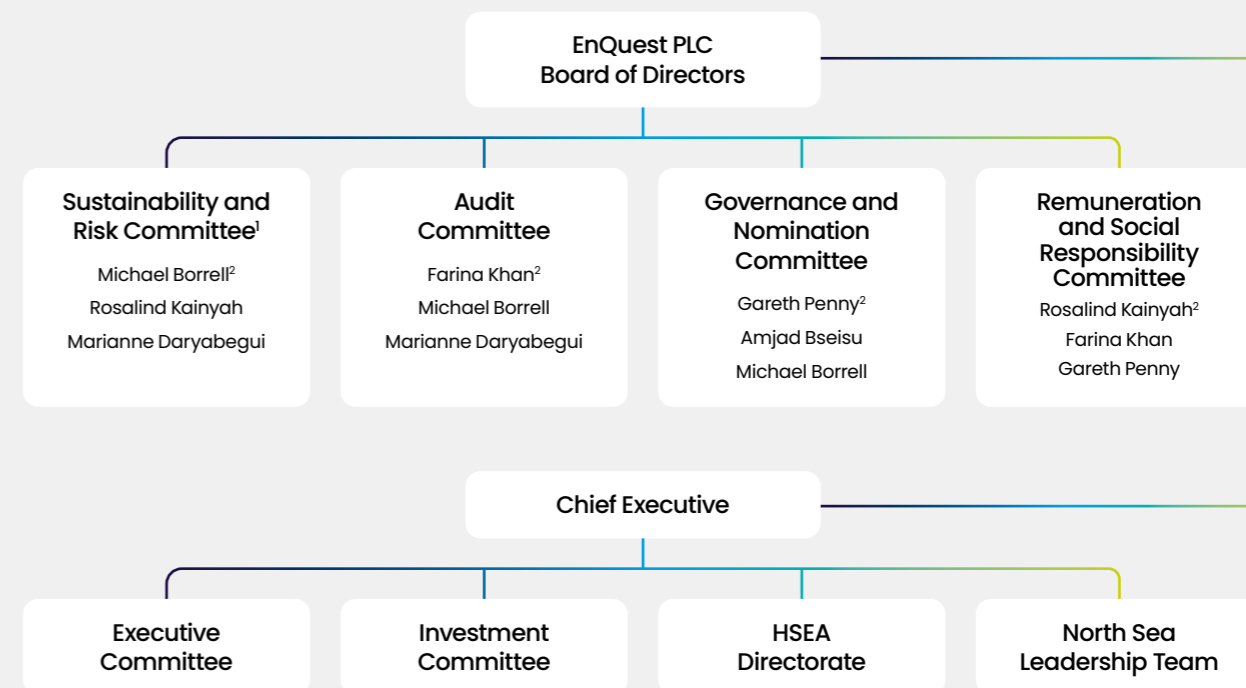 EnQuest PLC
Board of Directors
Sustainability and
Risk Committee¹
Michael Borrell²
Rosalind Kainyah
Marianne Daryabegui
Audit
Committee
Farina Khan²
Michael Borrell
Marianne Daryabegui
Governance and
Nomination
Committee
Gareth Penny²
Amjad Bseisu
Michael Borrell
Remuneration
and Social
Responsibility
Committee
Rosalind Kainyah²
Farina Khan
Gareth Penny
Chief Executive
Executive
Committee
Investment
Committee
HSEA
Directorate
North Sea
Leadership Team